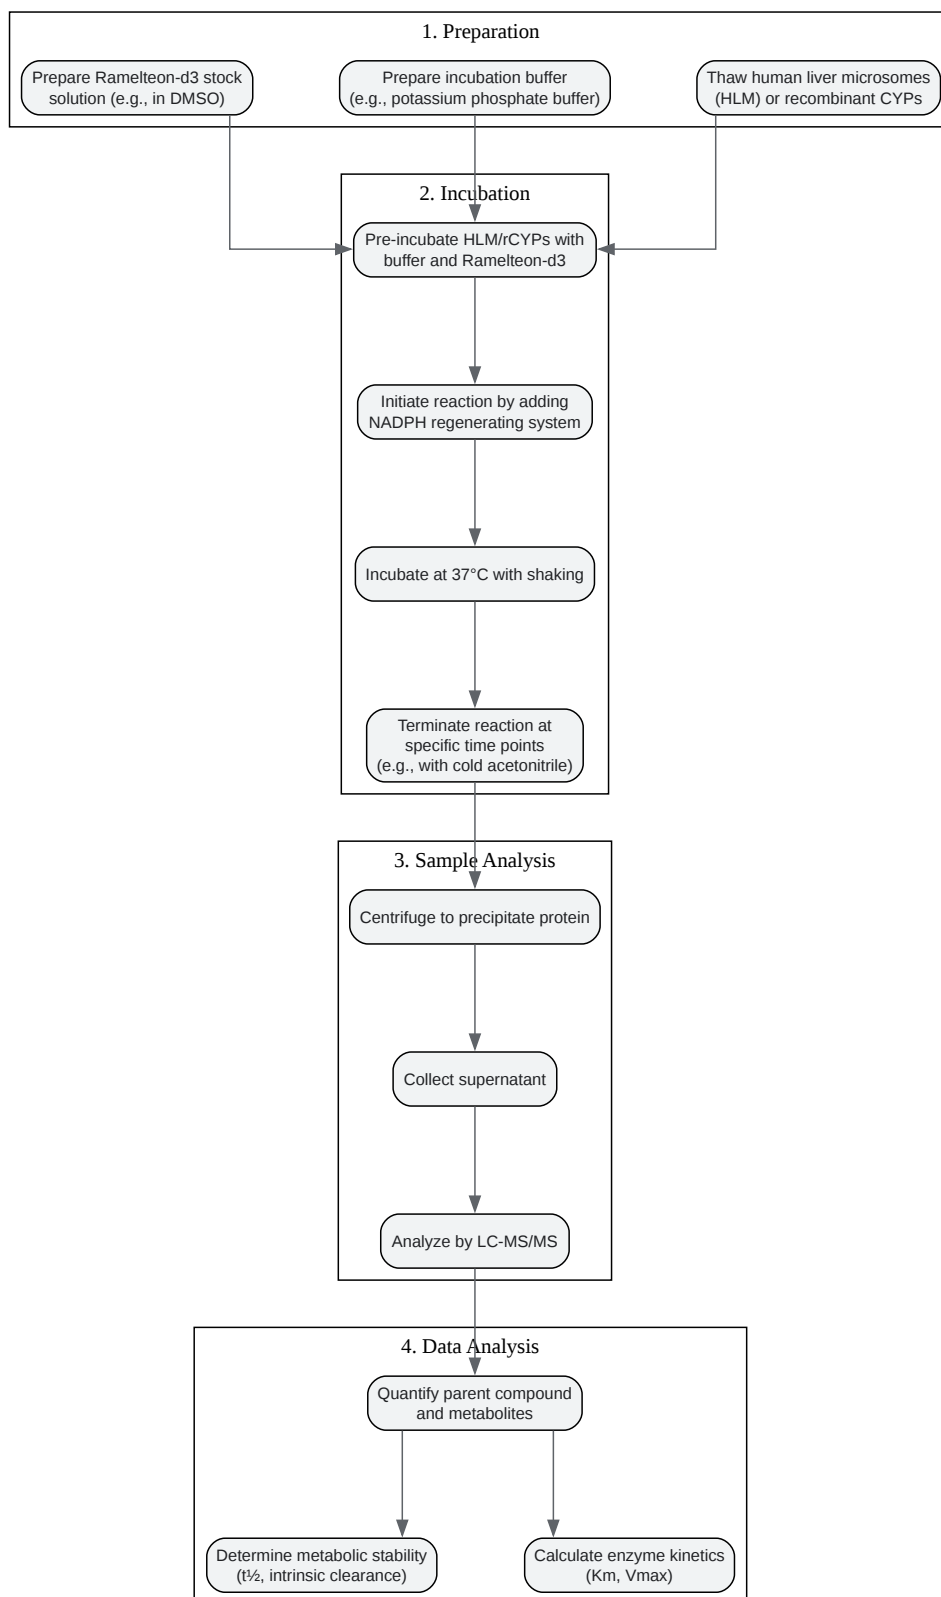 1. Preparation
Prepare Ramelteon-d3 stock
solution (e.g., in DMSO)
Prepare incubation buffer
(e.g., potassium phosphate buffer)
Thaw human liver microsomes
(HLM) or recombinant CYPs
2. Incubation
Pre-incubate HLM/rCYPs with
buffer and Ramelteon-d3
Initiate reaction by adding
NADPH regenerating system
Incubate at 37°C with shaking
Terminate reaction at
specific time points
(e.g., with cold acetonitrile)
3. Sample Analysis
Centrifuge to precipitate protein
Collect supernatant
Analyze by LC-MS/MS
4. Data Analysis
Quantify parent compound
and metabolites
Determine metabolic stability
(t½, intrinsic clearance)
Calculate enzyme kinetics
(Km, Vmax)